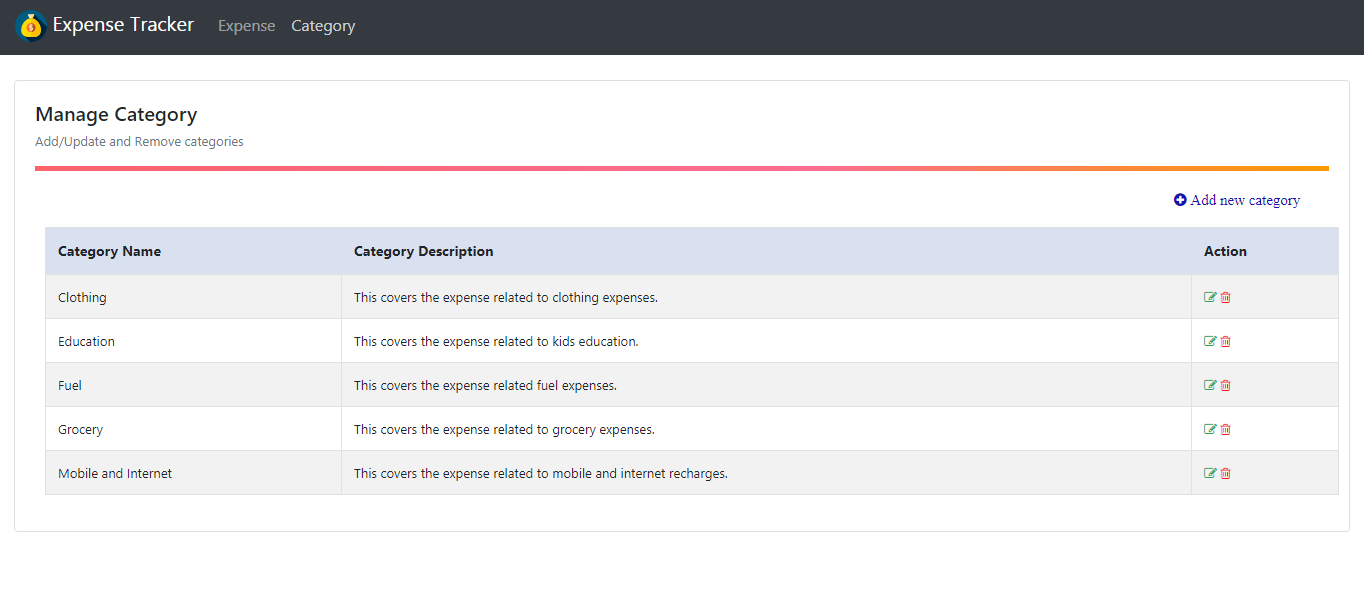 Expense Tracker Expense Category
Manage Category
Add/Update and Remove categories
Add new category
Category Name Category Description Action
Clothing This covers the expense related to clothing expenses.
Education This covers the expense related to kids education.
Fuel This covers the expense related fuel expenses.
Grocery This covers the expense related to grocery expenses.
Mobile and Internet This covers the expense related to mobile and internet recharges.